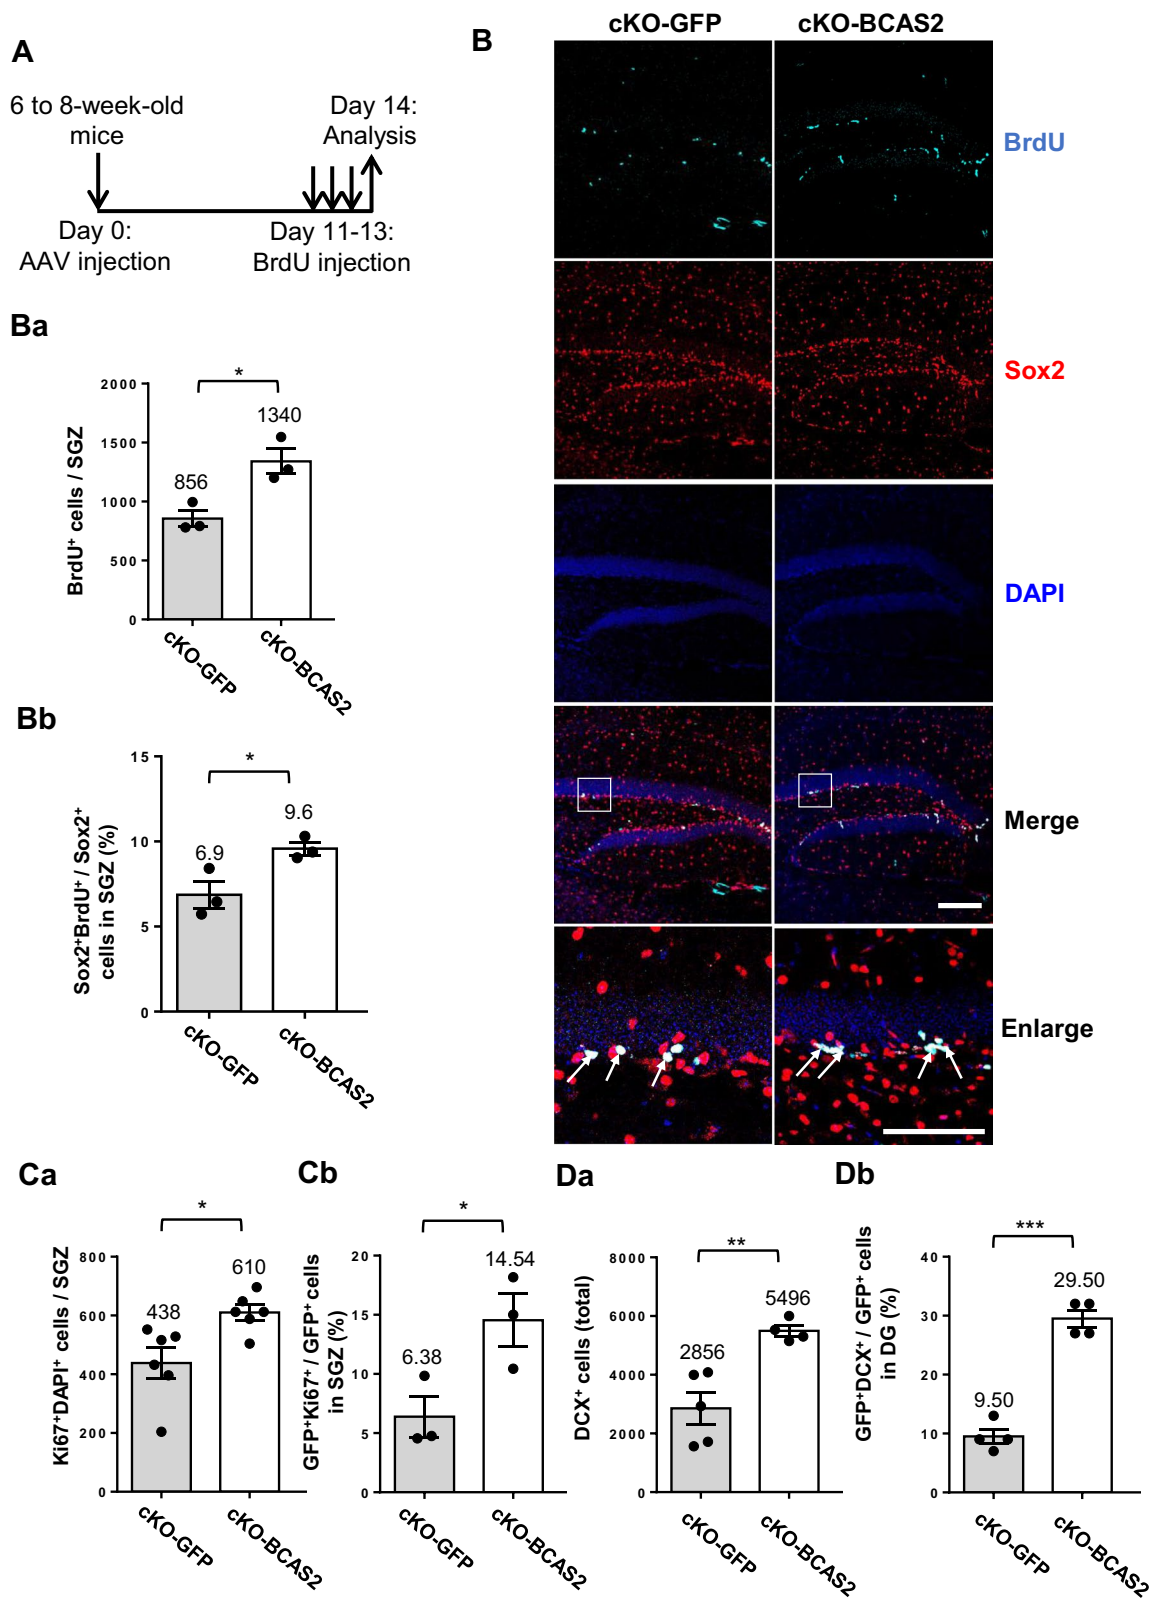 A
6 to 8-week-old
mice
Day 14:
Analysis
Day 0:
AAV injection
Day 11-13:
BrdU injection
B
cKO-GFP
cKO-BCAS2
BrdU
Sox2
DAPI
Merge
Enlarge
Ba
BrdU⁺ cells / SGZ
2000
1500
1000
500
0
856
1340
*
cKO-GFP
cKO-BCAS2
Bb
Sox2⁺BrdU⁺ / Sox2⁺
cells in SGZ (%)
15
10
5
0
6.9
9.6
*
cKO-GFP
cKO-BCAS2
Ca
Ki67⁺DAPI⁺ cells / SGZ
800
600
400
200
0
438
610
*
cKO-GFP
cKO-BCAS2
Cb
GFP⁺Ki67⁺ / GFP⁺ cells
in SGZ (%)
20
15
10
5
0
6.38
14.54
*
cKO-GFP
cKO-BCAS2
Da
DCX⁺ cells (total)
8000
6000
4000
2000
0
2856
5496
**
cKO-GFP
cKO-BCAS2
Db
GFP⁺DCX⁺ / GFP⁺ cells
in DG (%)
40
30
20
10
0
9.50
29.50
***
cKO-GFP
cKO-BCAS2